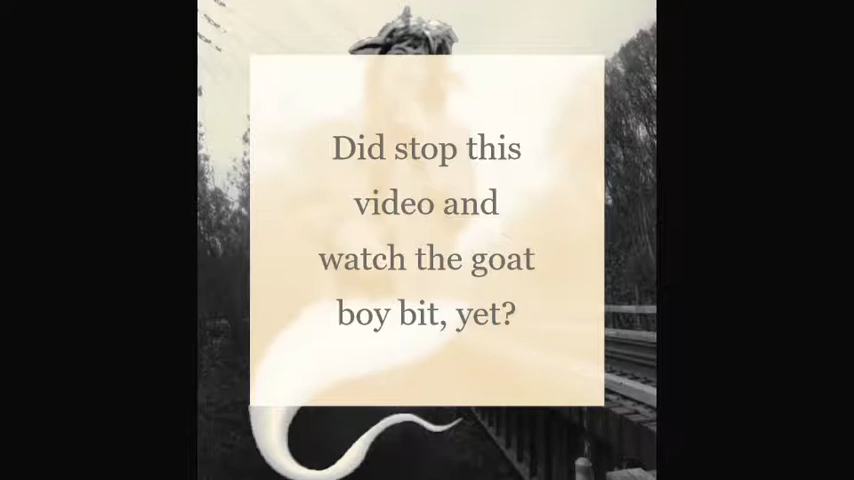 Did stop this
video and
watch the goat
boy bit, yet?